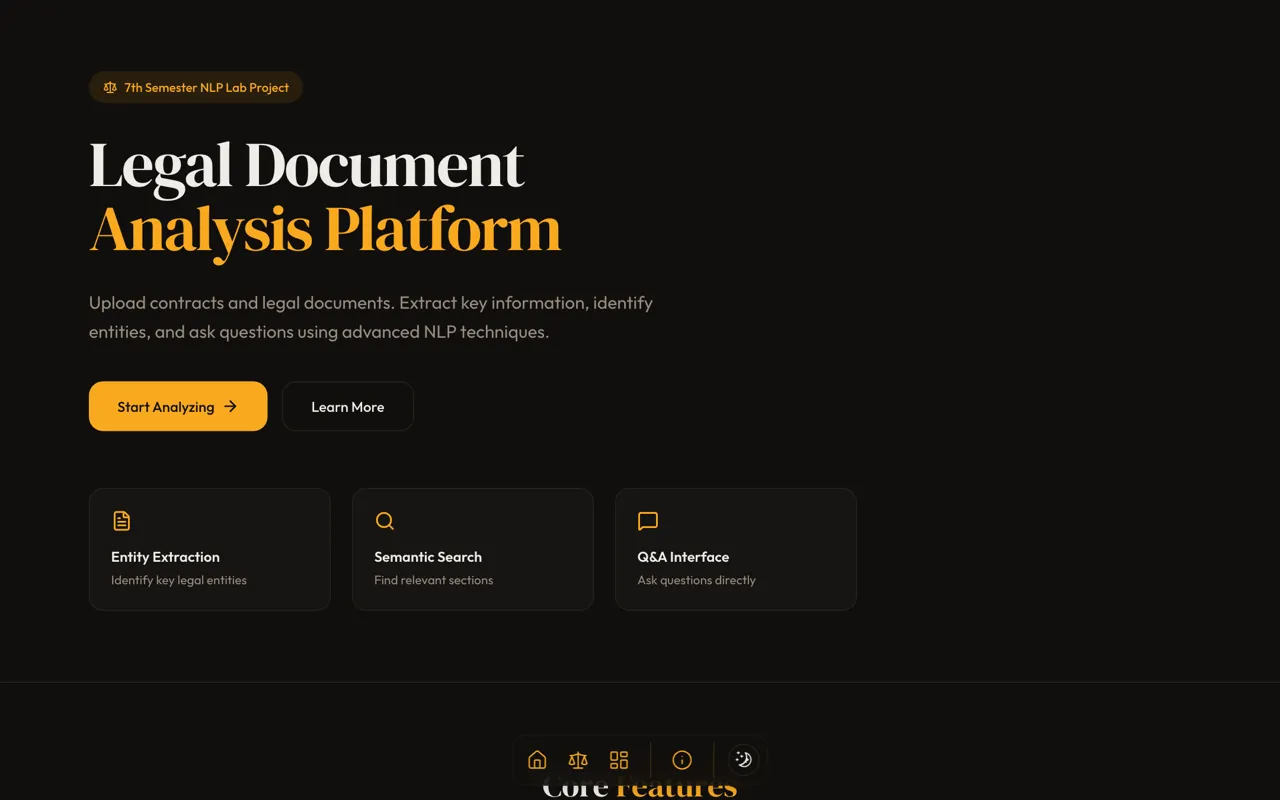 7th Semester NLP Lab Project
Legal Document
Analysis Platform
Upload contracts and legal documents. Extract key information, identify
entities, and ask questions using advanced NLP techniques.
Start Analyzing
Learn More
Entity Extraction
Identify key legal entities
Semantic Search
Find relevant sections
Q&A Interface
Ask questions directly
Core Features